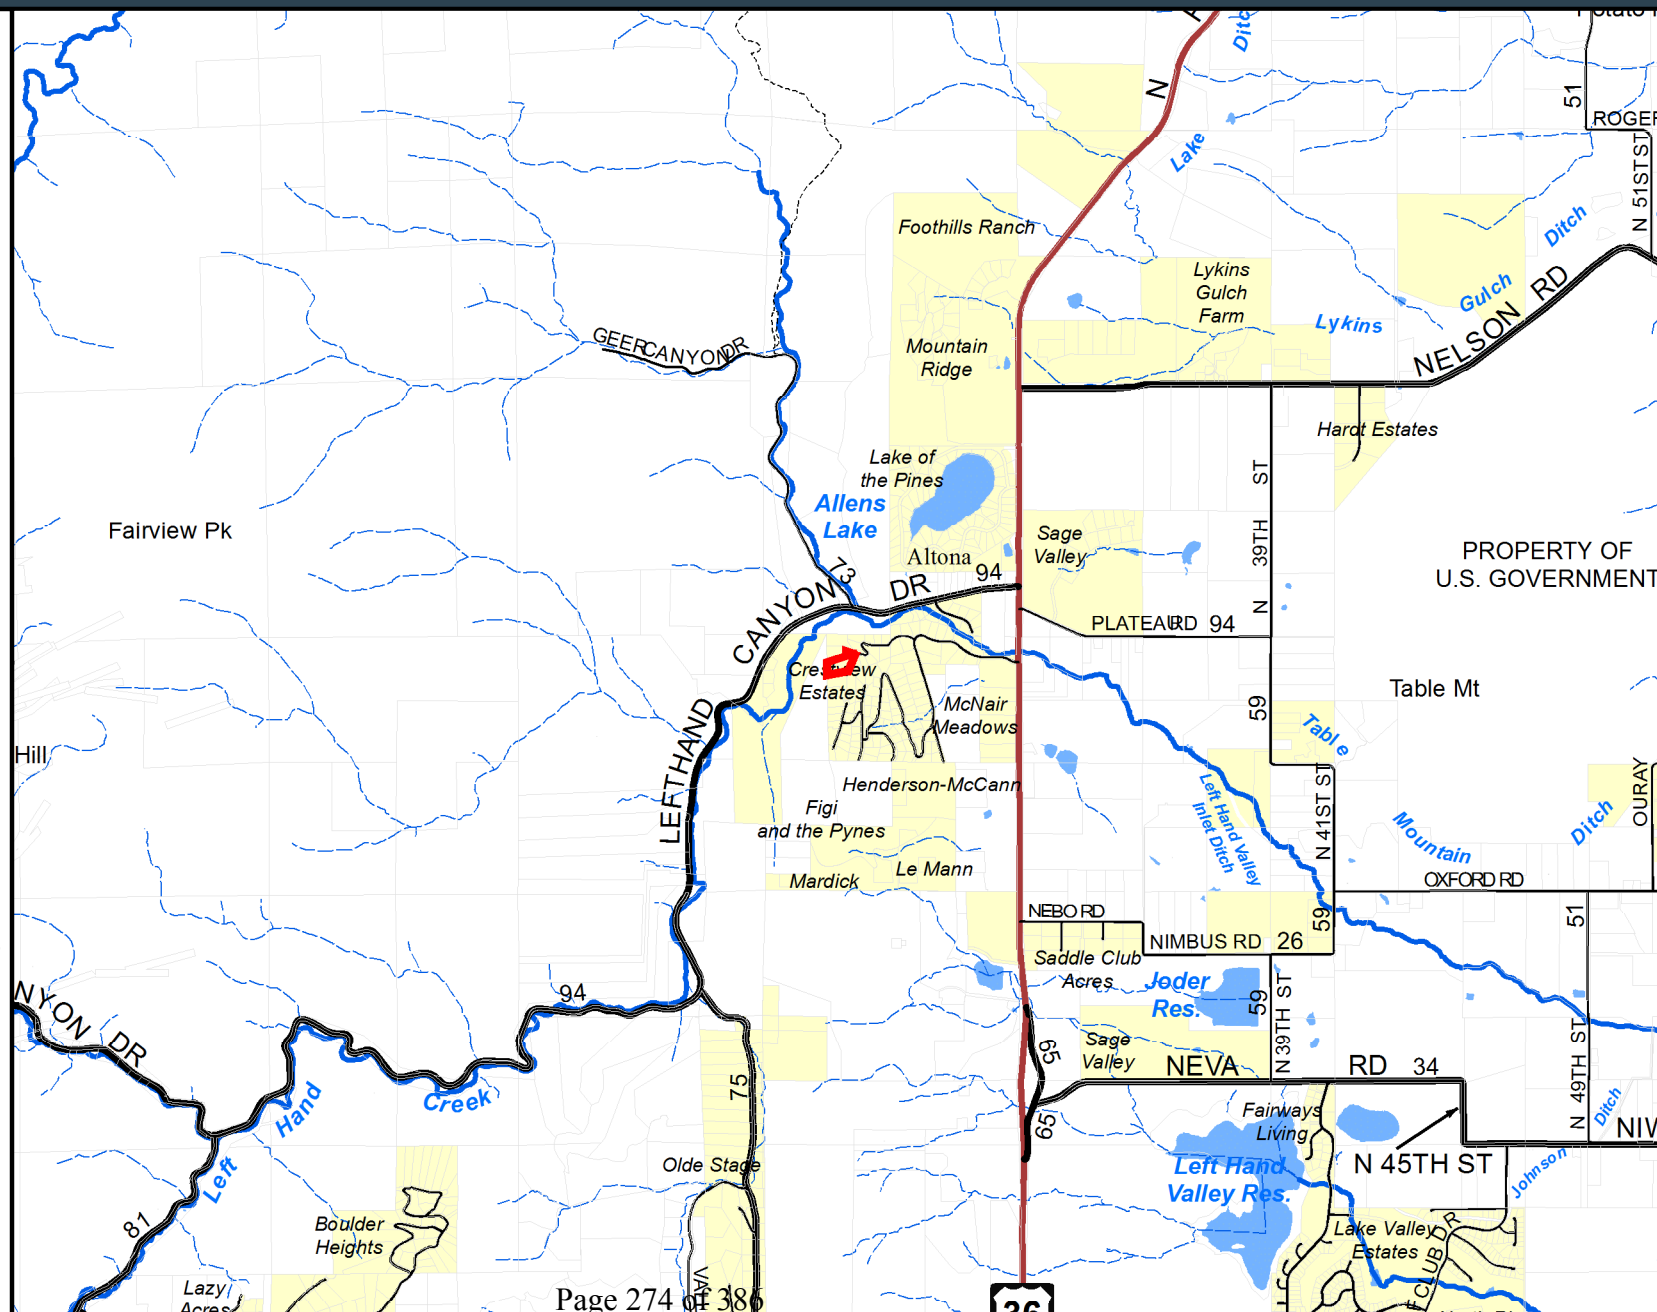 Ditch
N
51
ROGER
Lake
N 51ST ST
Foothills Ranch
Ditch
Lykins
Gulch
Farm
Gulch
Lykins
NELSON RD
GEER CANYON DR
Mountain
Ridge
Hardt Estates
Lake of
the Pines
Allens
Lake
N 39TH ST
Fairview Pk
Sage
Valley
Altona
PROPERTY OF
U.S. GOVERNMENT
73
94
LEFTHAND CANYON DR
PLATEAU RD 94
Crestview
Estates
Table Mt
McNair
Meadows
59
Table
Hill
Henderson-McCann
N 41ST ST
OURAY
Figi
and the Pynes
Left Hand Valley
Inlet Ditch
Mountain
Ditch
Le Mann
Mardick
OXFORD RD
NEBO RD
59
51
NIMBUS RD 26
Saddle Club
Acres
Joder
Res.
59
N 39TH ST
94
NYON DR
Sage
Valley
65
NEVA RD 34
N 49TH ST
75
Hand
Creek
Fairways
Living
65
Ditch
NIW
N 45TH ST
Olde Stage
Left Hand
Valley Res.
Johnson
Left
81
Boulder
Heights
Lake Valley
Estates
CLUB DR
Lazy
Acres
Page 274 of 386
36